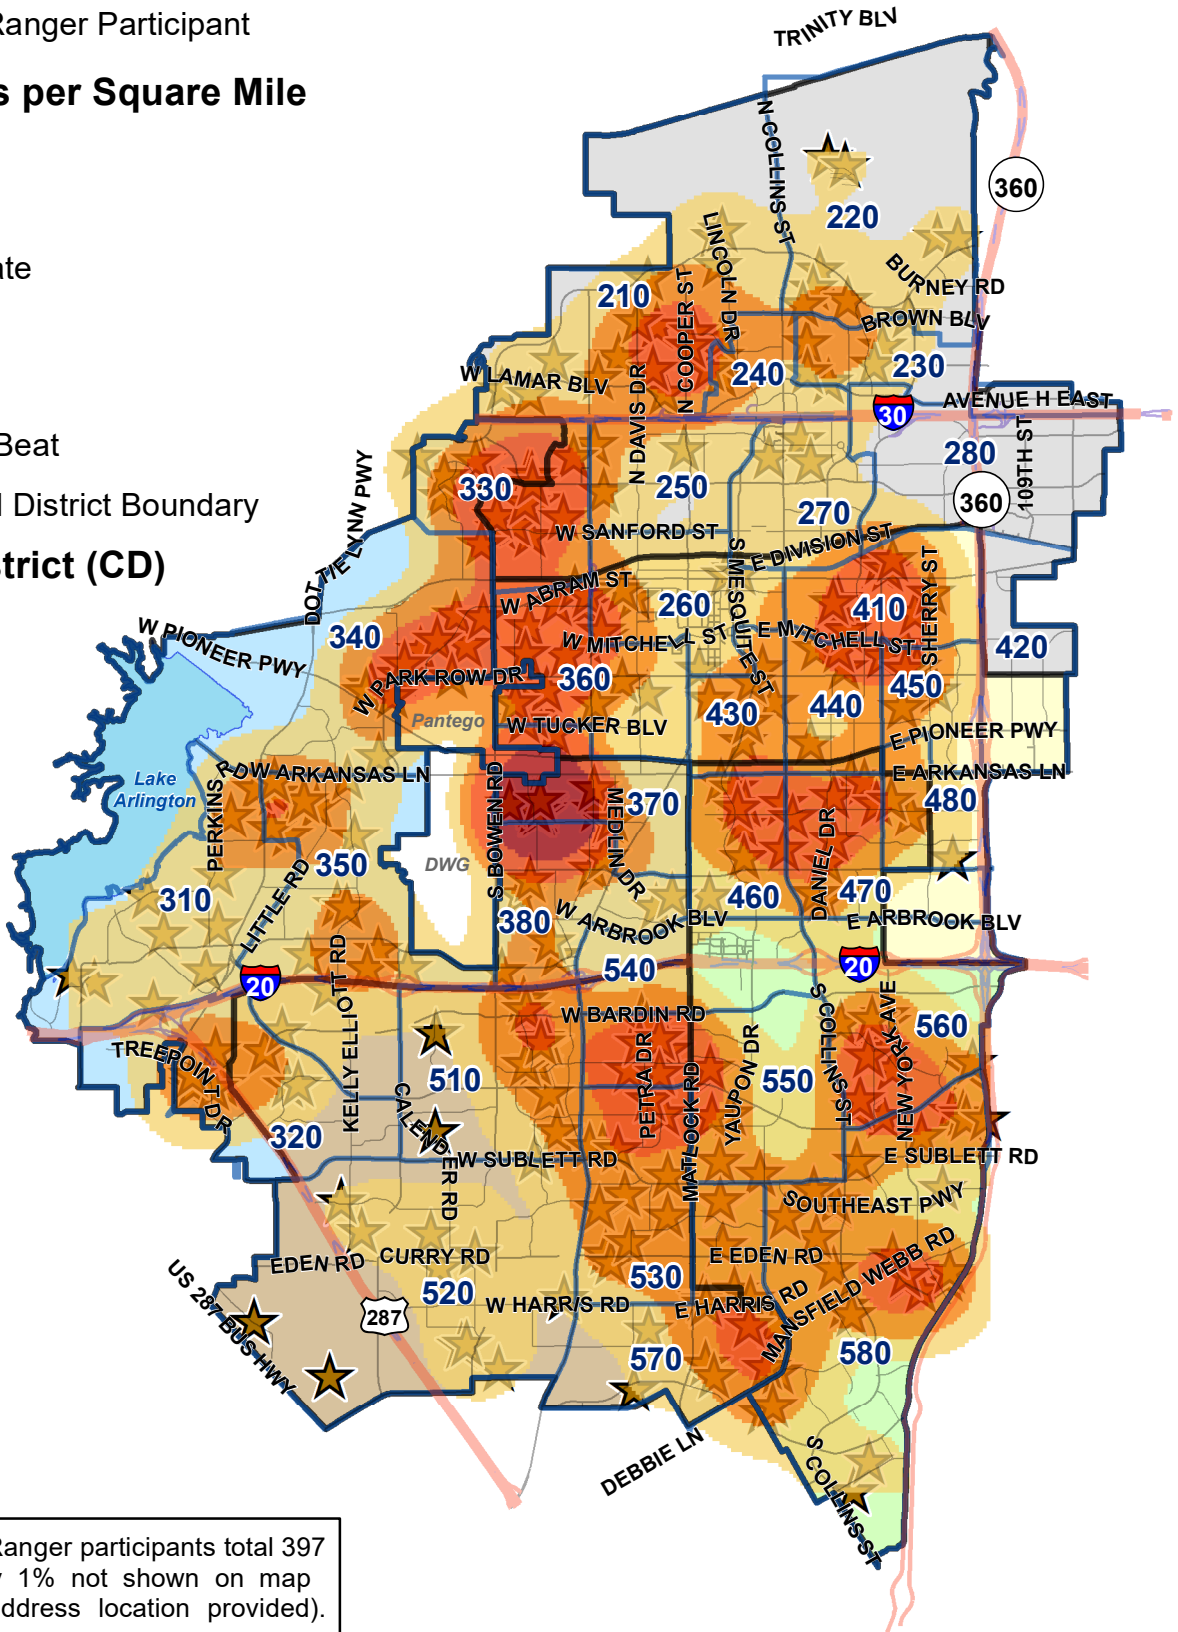 Ranger Participant
s per Square Mile
ate
Beat
l District Boundary
strict (CD)
TRINITY BLV
N COLLINS ST
360
220
LINCOLN DR
BURNEY RD
210
N COOPER ST
BROWN BLV
W LAMAR BLV
N DAVIS DR
240
230
AVENUE H EAST
30
280
109TH ST
330
250
360
270
DOTTIE LYNN PWY
W SANFORD ST
E DIVISION ST
S MESQUITE ST
W ABRAM ST
260
410
SHERRY ST
W PIONEER PWY
340
W MITCHELL ST
E MITCHELL ST
420
W PARK ROW DR
360
450
430
440
Pantego
W TUCKER BLV
E PIONEER PWY
Lake
Arlington
PERKINS RD
W ARKANSAS LN
E ARKANSAS LN
S BOWEN RD
MEDLIN DR
370
480
DANIEL DR
DWG
350
310
LITTLE RD
460
470
380
W ARBROOK BLV
E ARBROOK BLV
540
20
20
KELLY ELLIOTT RD
W BARDIN RD
S COLLINS ST
NEW YORK AVE
560
TREEPOINT DR
510
PETRA DR
MATLOCK RD
YAUPON DR
550
CALENDER RD
320
W SUBLETT RD
E SUBLETT RD
SOUTHEAST PWY
EDEN RD
CURRY RD
E EDEN RD
530
MANSFIELD WEBB RD
520
W HARRIS RD
E HARRIS RD
US 287 BUS HWY
287
570
580
DEBBIE LN
S COLLINS ST
Ranger participants total 397
y 1% not shown on map
address location provided).